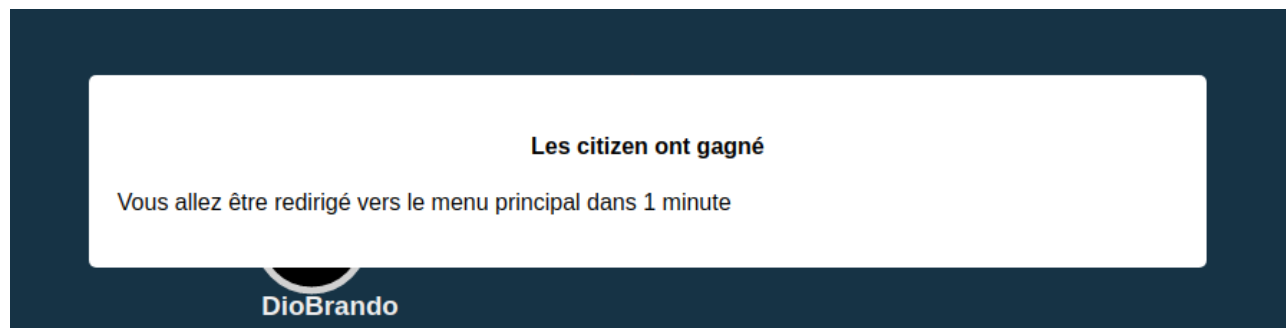 Les citizen ont gagné
Vous allez être redirigé vers le menu principal dans 1 minute
DioBrando